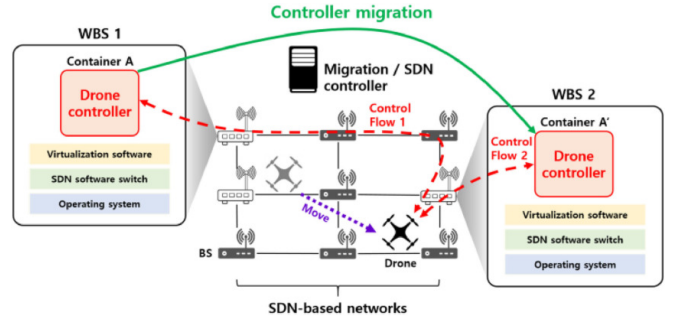 Controller migration
WBS 1
Container A
Drone
controller
Virtualization software
SDN software switch
Operating system
Migration / SDN
controller
Control
Flow 1
WBS 2
Container A'
Control
Flow 2
Drone
controller
Virtualization software
SDN software switch
Operating system
Move
BS
Drone
SDN-based networks